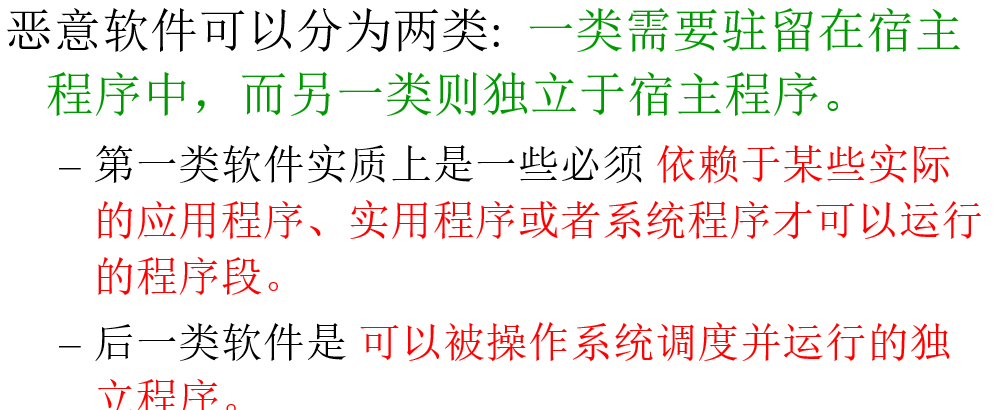 恶意软件可以分为两类: 一类需要驻留在宿主
程序中，而另一类则独立于宿主程序。
– 第一类软件实质上是一些必须 依赖于某些实际
的应用程序、实用程序或者系统程序才可以运行
的程序段。
– 后一类软件是 可以被操作系统调度并运行的独
立程序。